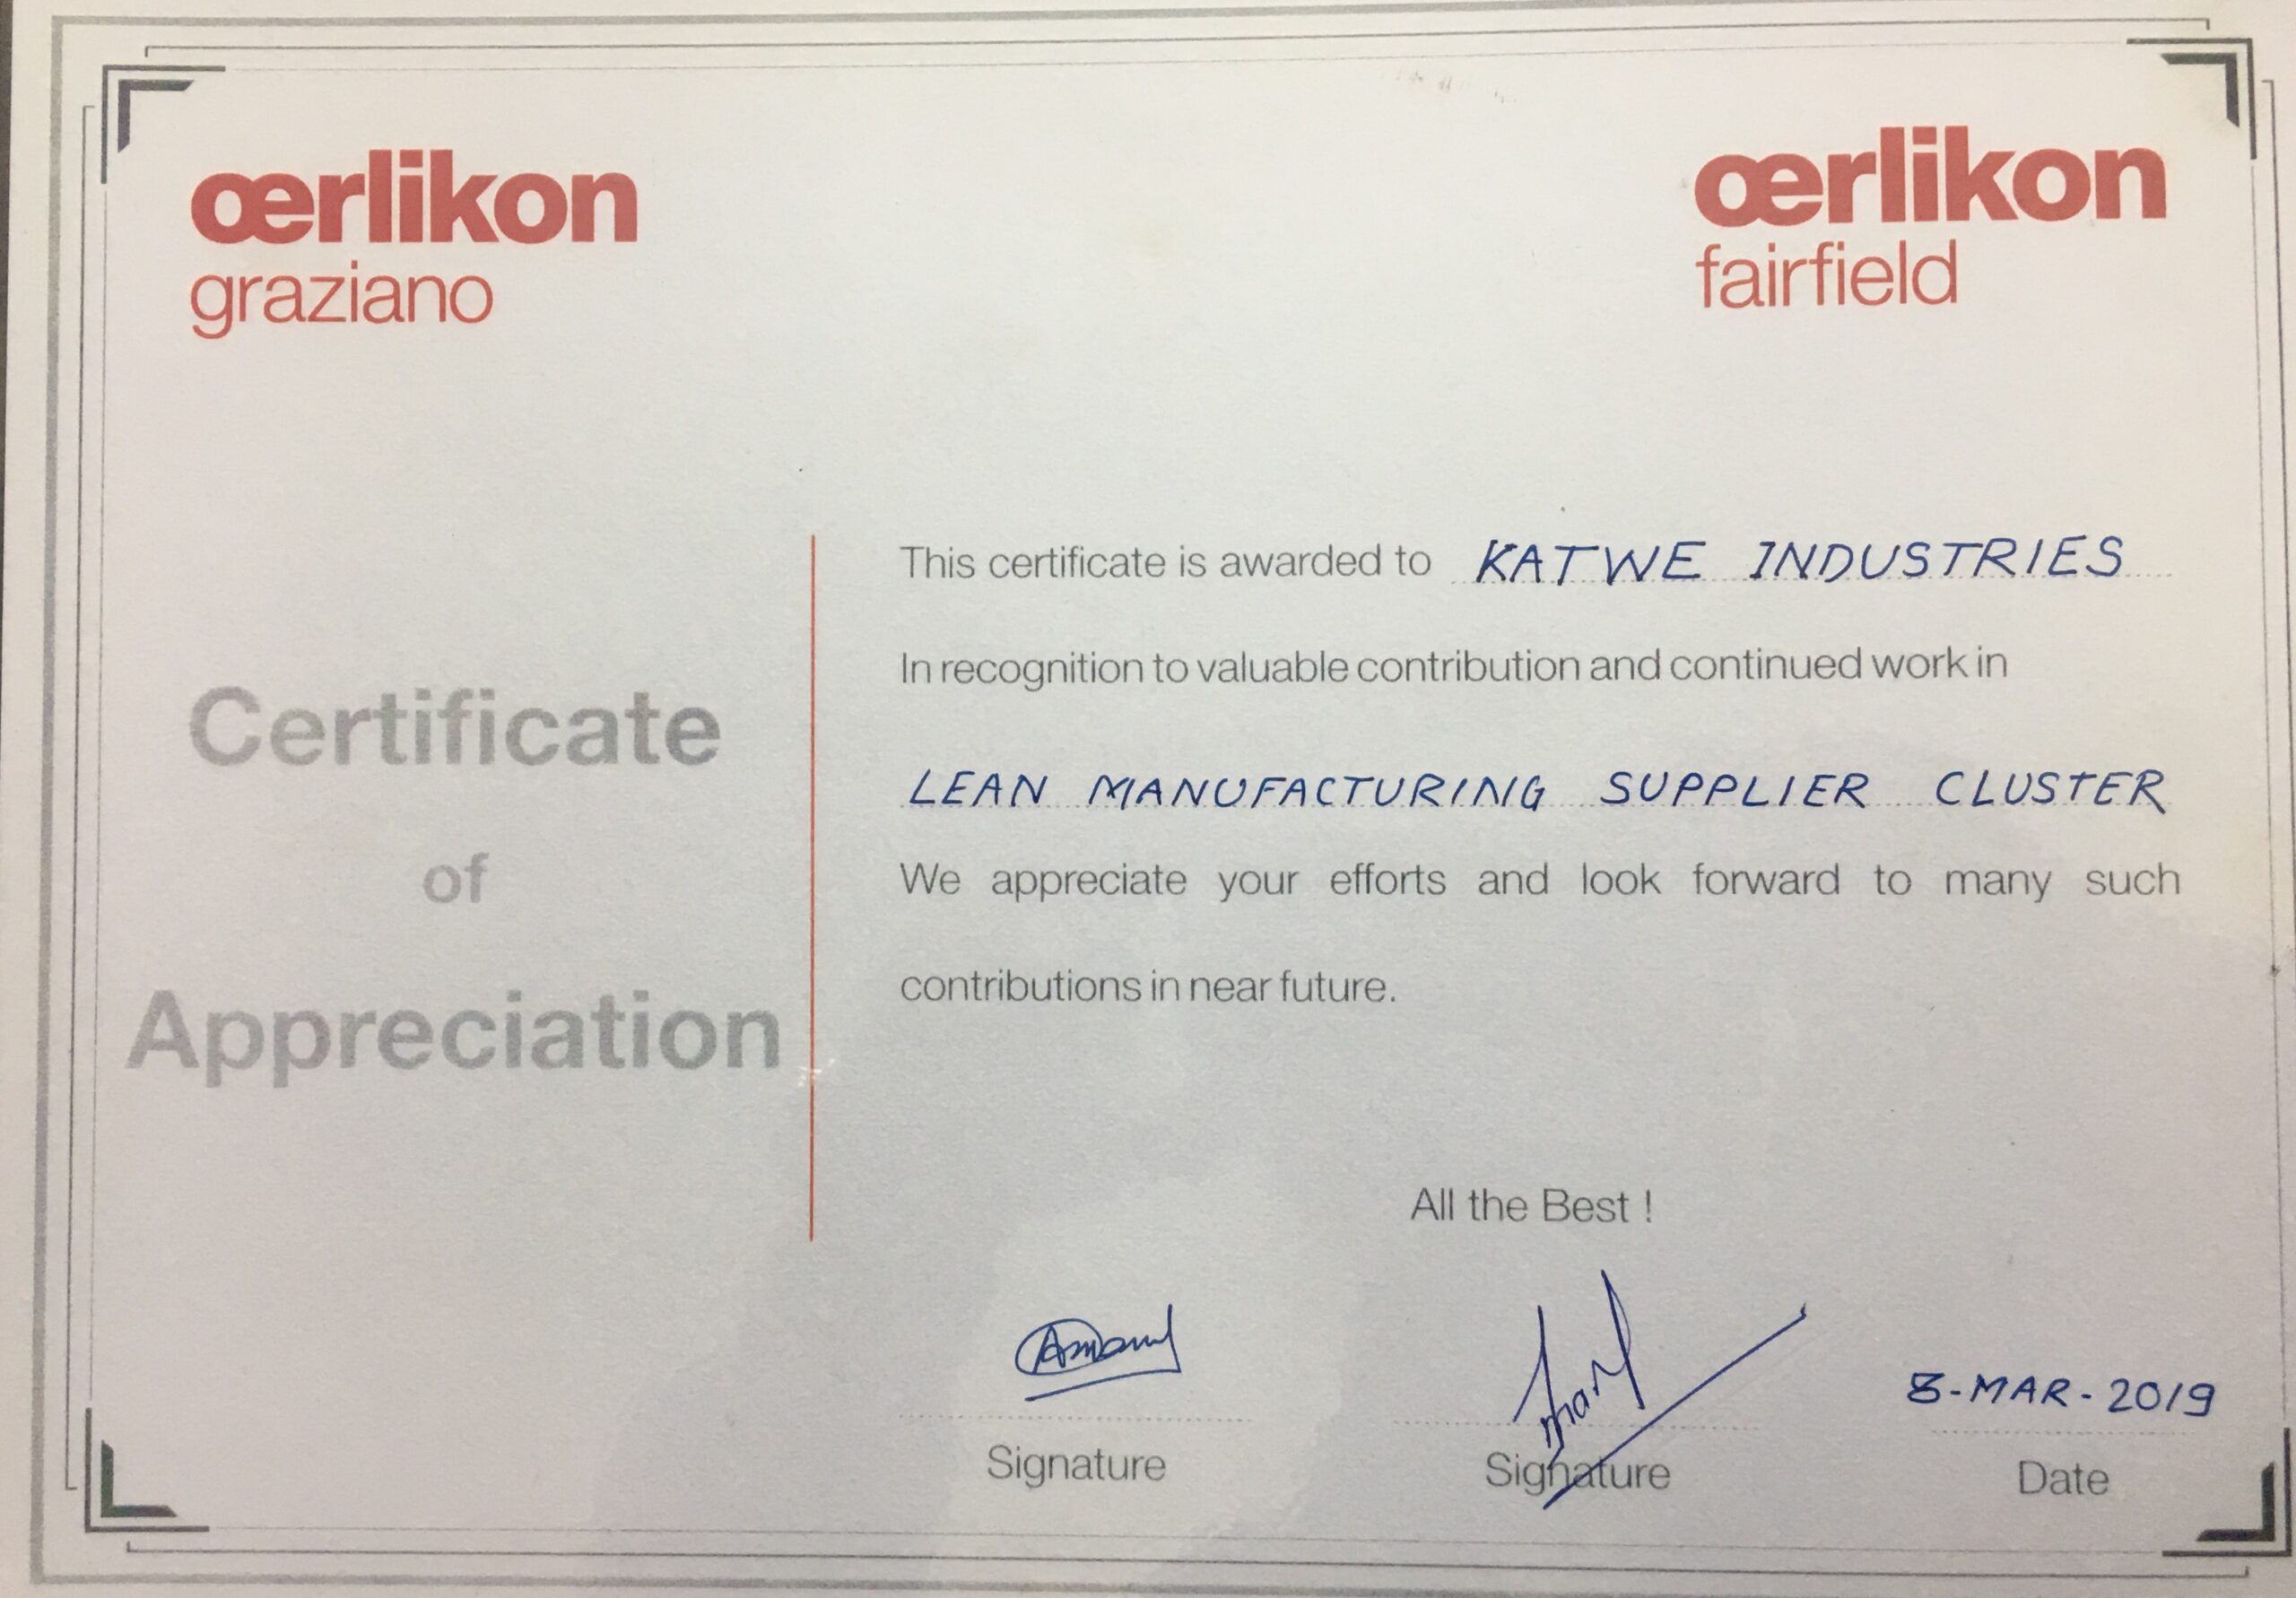 œrlikon
graziano
œrlikon
fairfield
Certificate
of
Appreciation
This certificate is awarded to KATWE INDUSTRIES
In recognition to valuable contribution and continued work in
LEAN MANUFACTURING SUPPLIER CLUSTER
We appreciate your efforts and look forward to many such
contributions in near future.
All the Best !
8-MAR-2019
Signature
Signature
Date